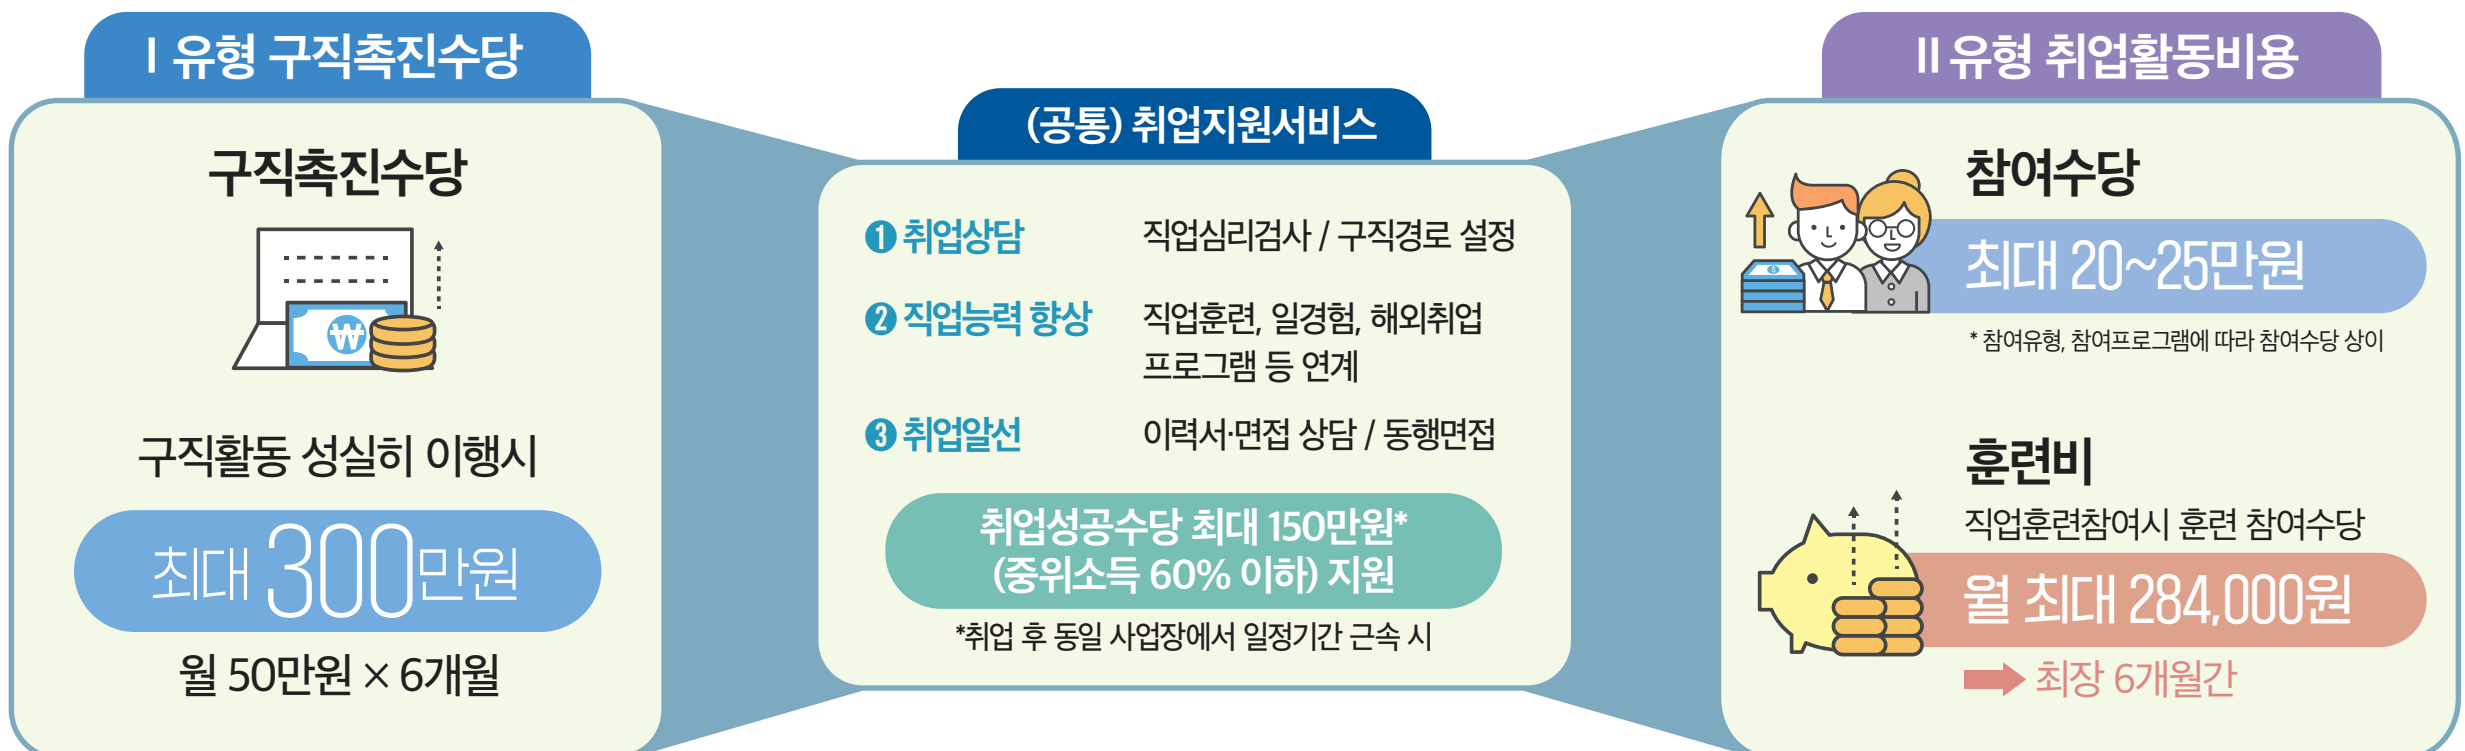 Ⅰ유형 구직촉진수당
구직촉진수당
구직활동 성실히 이행시
최대 300만원
월 50만원 × 6개월
(공통) 취업지원서비스
❶ 취업상담 직업심리검사 / 구직경로 설정
❷ 직업능력 향상 직업훈련, 일경험, 해외취업
프로그램 등 연계
❸ 취업알선 이력서·면접 상담 / 동행면접
취업성공수당 최대 150만원*
(중위소득 60% 이하) 지원
*취업 후 동일 사업장에서 일정기간 근속 시
Ⅱ유형 취업활동비용
참여수당
최대 20~25만원
* 참여유형, 참여프로그램에 따라 참여수당 상이
훈련비
직업훈련참여시 훈련 참여수당
월 최대 284,000원
최장 6개월간